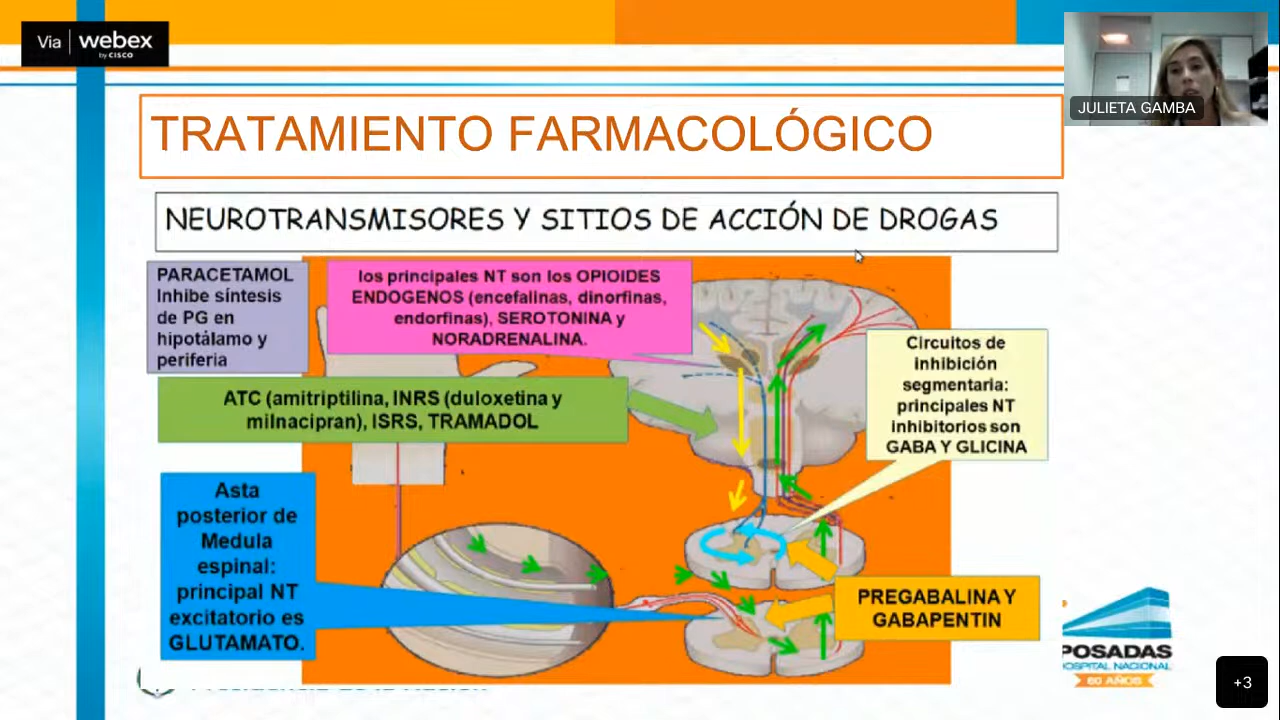 Via webex
by CISCO
JULIETA GAMBA
TRATAMIENTO FARMACOLÓGICO
NEUROTRANSMISORES Y SITIOS DE ACCIÓN DE DROGAS
PARACETAMOL
Inhibe síntesis
de PG en
hipotálamo y
periferia
los principales NT son los OPIOIDES
ENDOGENOS (encefalinas, dinorfinas,
endorfinas), SEROTONINA y
NORADRENALINA.
ATC (amitriptilina, INRS (duloxetina y
milnacipran), ISRS, TRAMADOL
Circuitos de
inhibición
segmentaria:
principales NT
inhibitorios son
GABA Y GLICINA
Asta
posterior de
Medula
espinal:
principal NT
excitatorio es
GLUTAMATO.
PREGABALINA Y
GABAPENTIN
POSADAS
HOSPITAL NACIONAL
60 AÑOS
+3